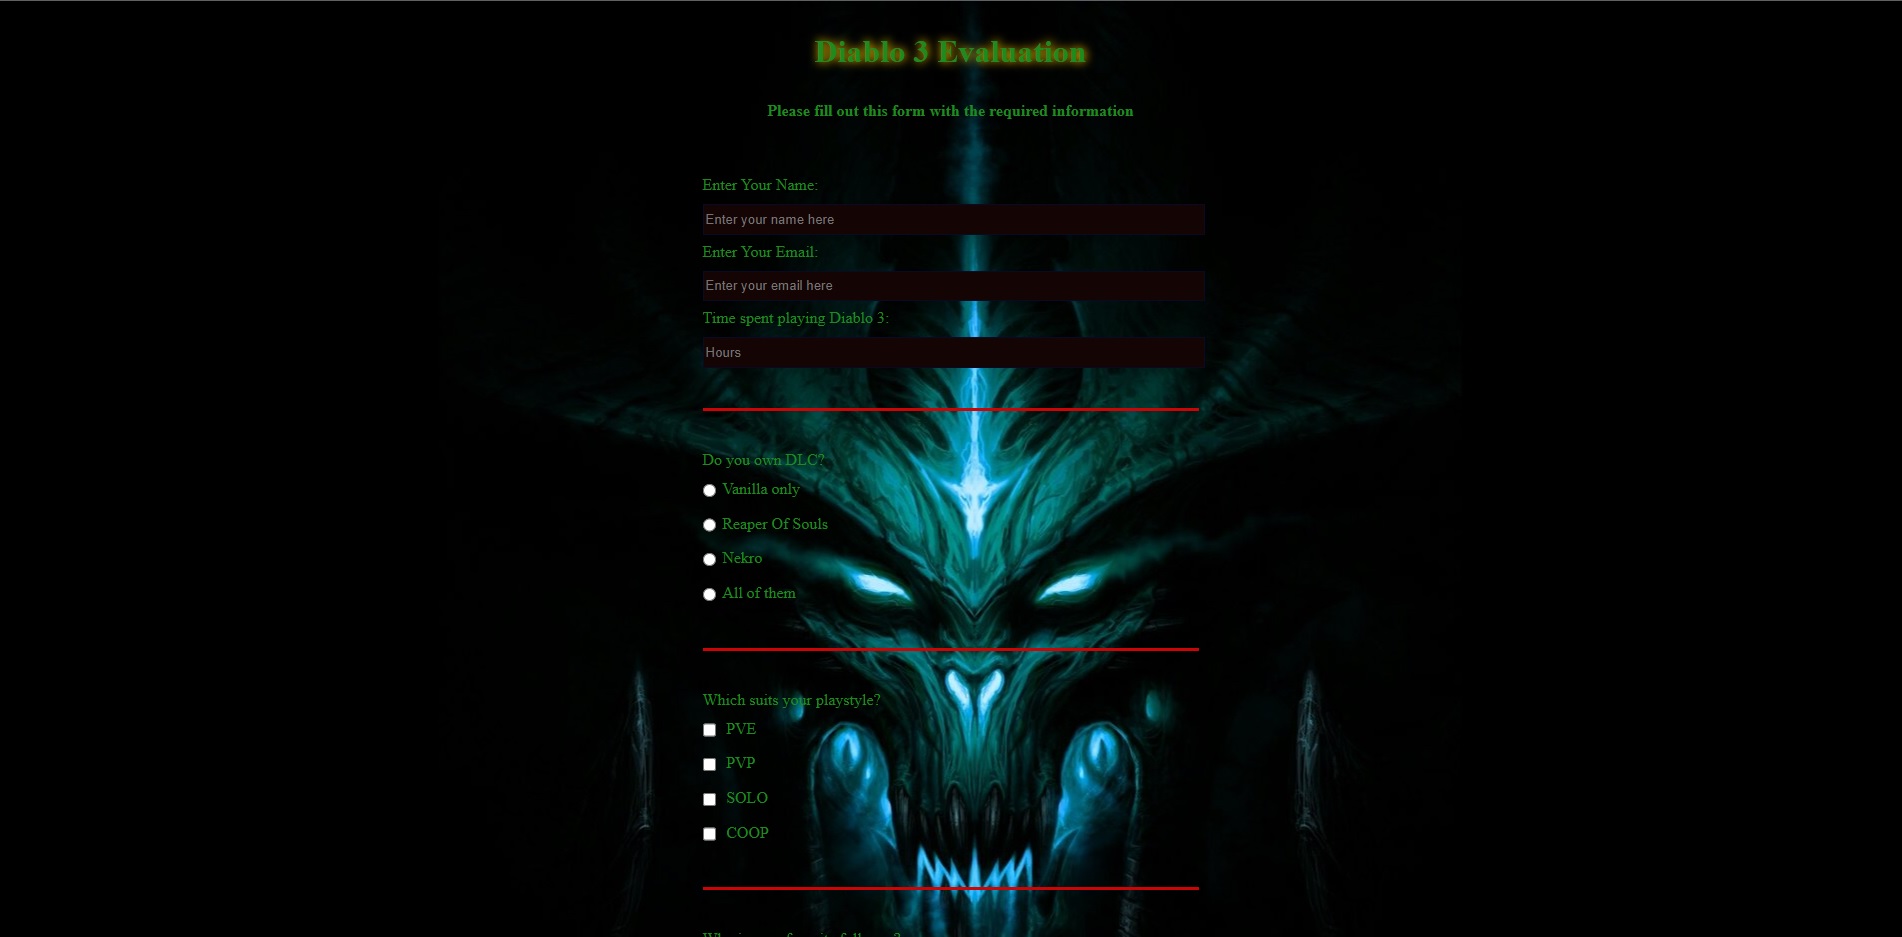 Diablo 3 Evaluation
Please fill out this form with the required information
Enter Your Name:
Enter your name here
Enter Your Email:
Enter your email here
Time spent playing Diablo 3:
Hours
Do you own DLC?
Vanilla only
Reaper Of Souls
Nekro
All of them
Which suits your playstyle?
PVE
PVP
SOLO
COOP